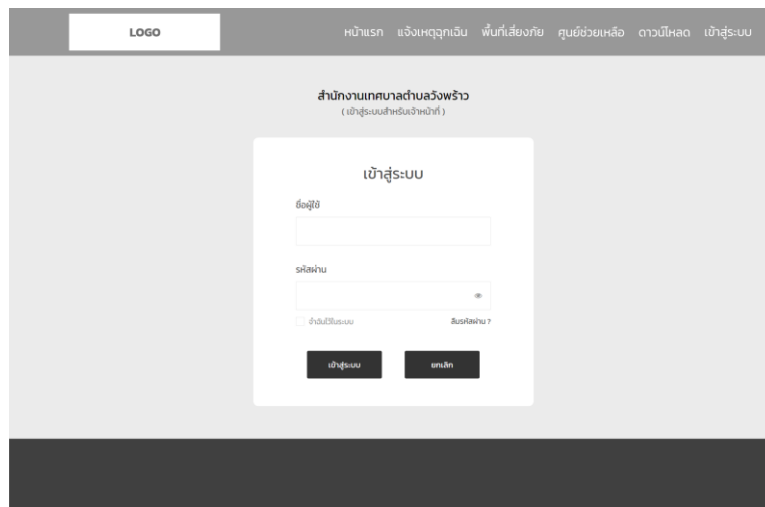 LOGO หน้าแรก แจ้งเหตุฉุกเฉิน พื้นที่เสี่ยงภัย ศูนย์ช่วยเหลือ ดาวน์โหลด เข้าสู่ระบบ
สำนักงานเทศบาลตำบลวังพร้าว
( เข้าสู่ระบบสำหรับเจ้าหน้าที่ )
เข้าสู่ระบบ
ชื่อผู้ใช้
รหัสผ่าน
จำฉันไว้ในระบบ ลืมรหัสผ่าน ?
เข้าสู่ระบบ ยกเลิก